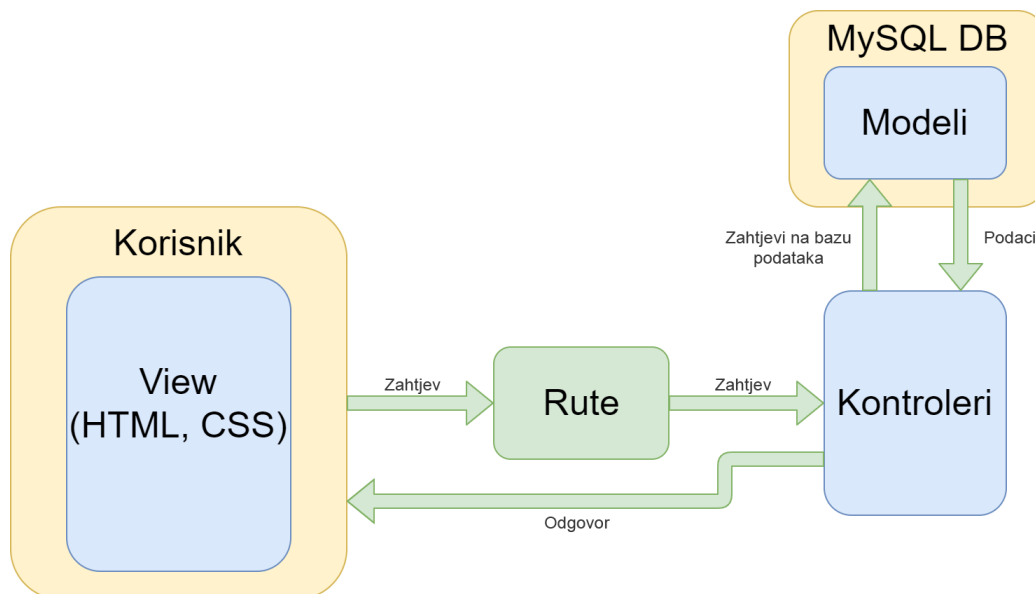 MySQL DB
Modeli
Zahtjevi na bazu
podataka
Podaci
Korisnik
View
(HTML, CSS)
Zahtjev
Rute
Zahtjev
Kontroleri
Odgovor